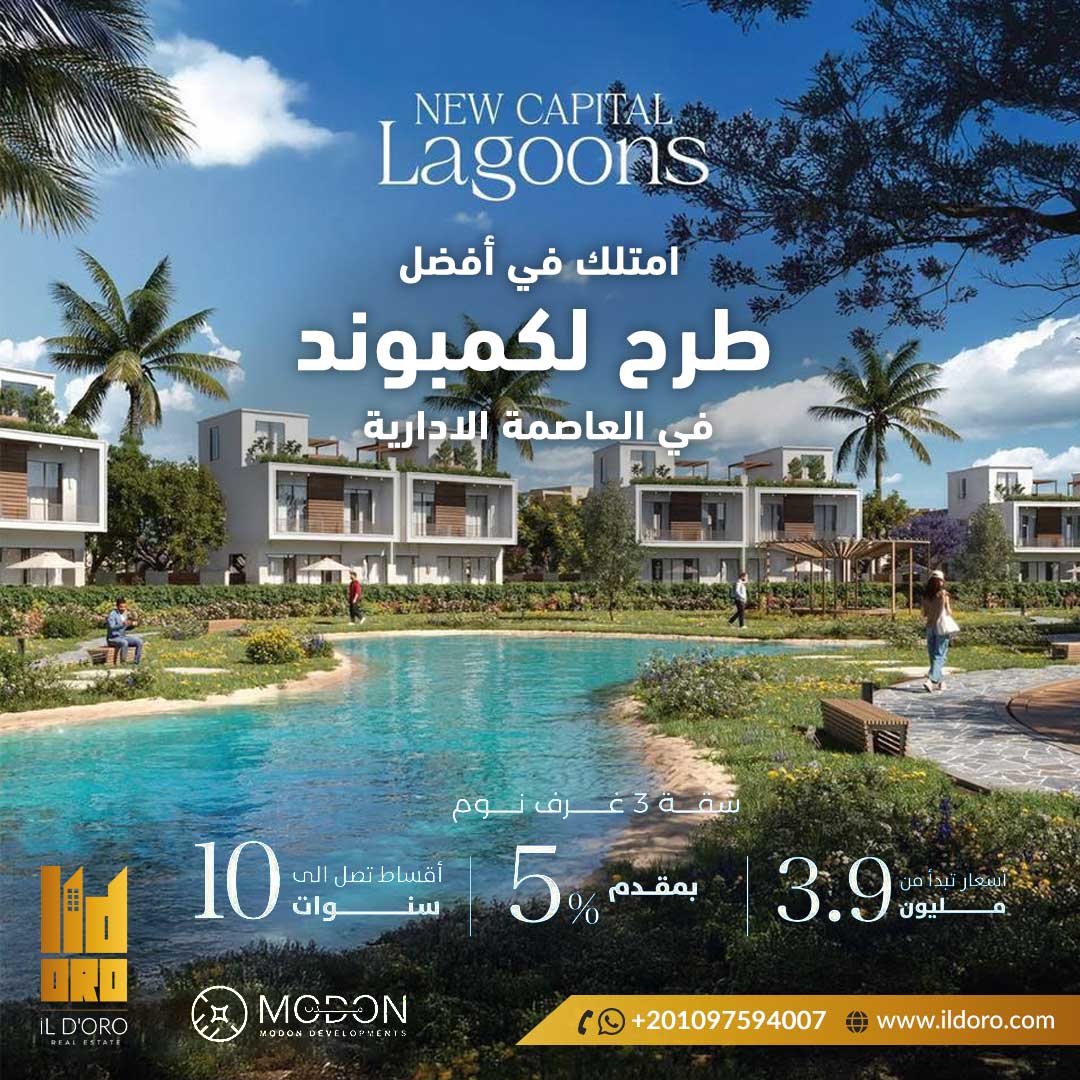 NEW CAPITAL
Lagoons
امتلك في أفضل
طرح لكمبوند
في العاصمة الادارية
سقة 3 غرف نوم
اسعار تبدأ من
3.9 مليون
بمقدم 5%
أقساط تصل الى
10 سنوات
ild
ORO
IL D'ORO
REAL ESTATE
MODON
MODON DEVELOPMENTS
+201097594007
www.ildoro.com